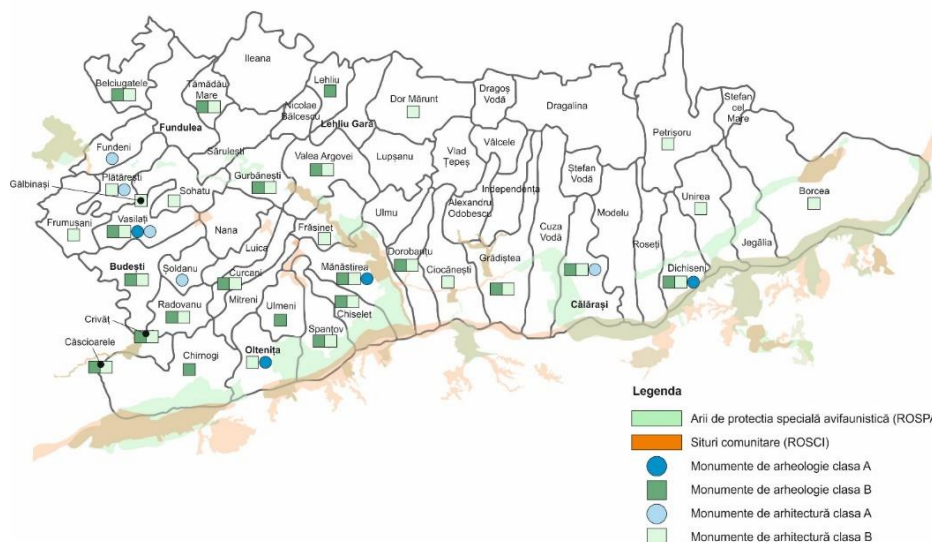 Ileana
Belciugatele
Tămădău
Mare
Lehliu
Dor Mărunt
Dragoș
Vodă
Dragalina
Ștefan
cel
Mare
Nicolae
Bălcescu
Fundulea
Lehliu Gară
Petrișoru
Fundeni
Sărulești
Valea Argovei
Lupșanu
Vlad
Țepeș
Vâlcele
Plătărești
Gurbănești
Ștefan
Vodă
Gălbinași
Sohatu
Independența
Unirea
Borcea
Alexandru
Odobescu
Frumușani
Vasilați
Nana
Frăsinet
Ulmu
Cuza
Vodă
Modelu
Roseți
Jegălia
Luica
Dorobanțu
Ciocănești
Grădiștea
Budești
Șoldanu
Curcani
Mănăstirea
Dichiseni
Călărași
Radovanu
Mitreni
Ulmeni
Chiselet
Crivăț
Spanțov
Căscioarele
Chirnogi
Oltenița
Legenda
Arii de protectia specială avifaunistică (ROSPA
Situri comunitare (ROSCI)
Monumente de arheologie clasa A
Monumente de arheologie clasa B
Monumente de arhitectură clasa A
Monumente de arhitectură clasa B